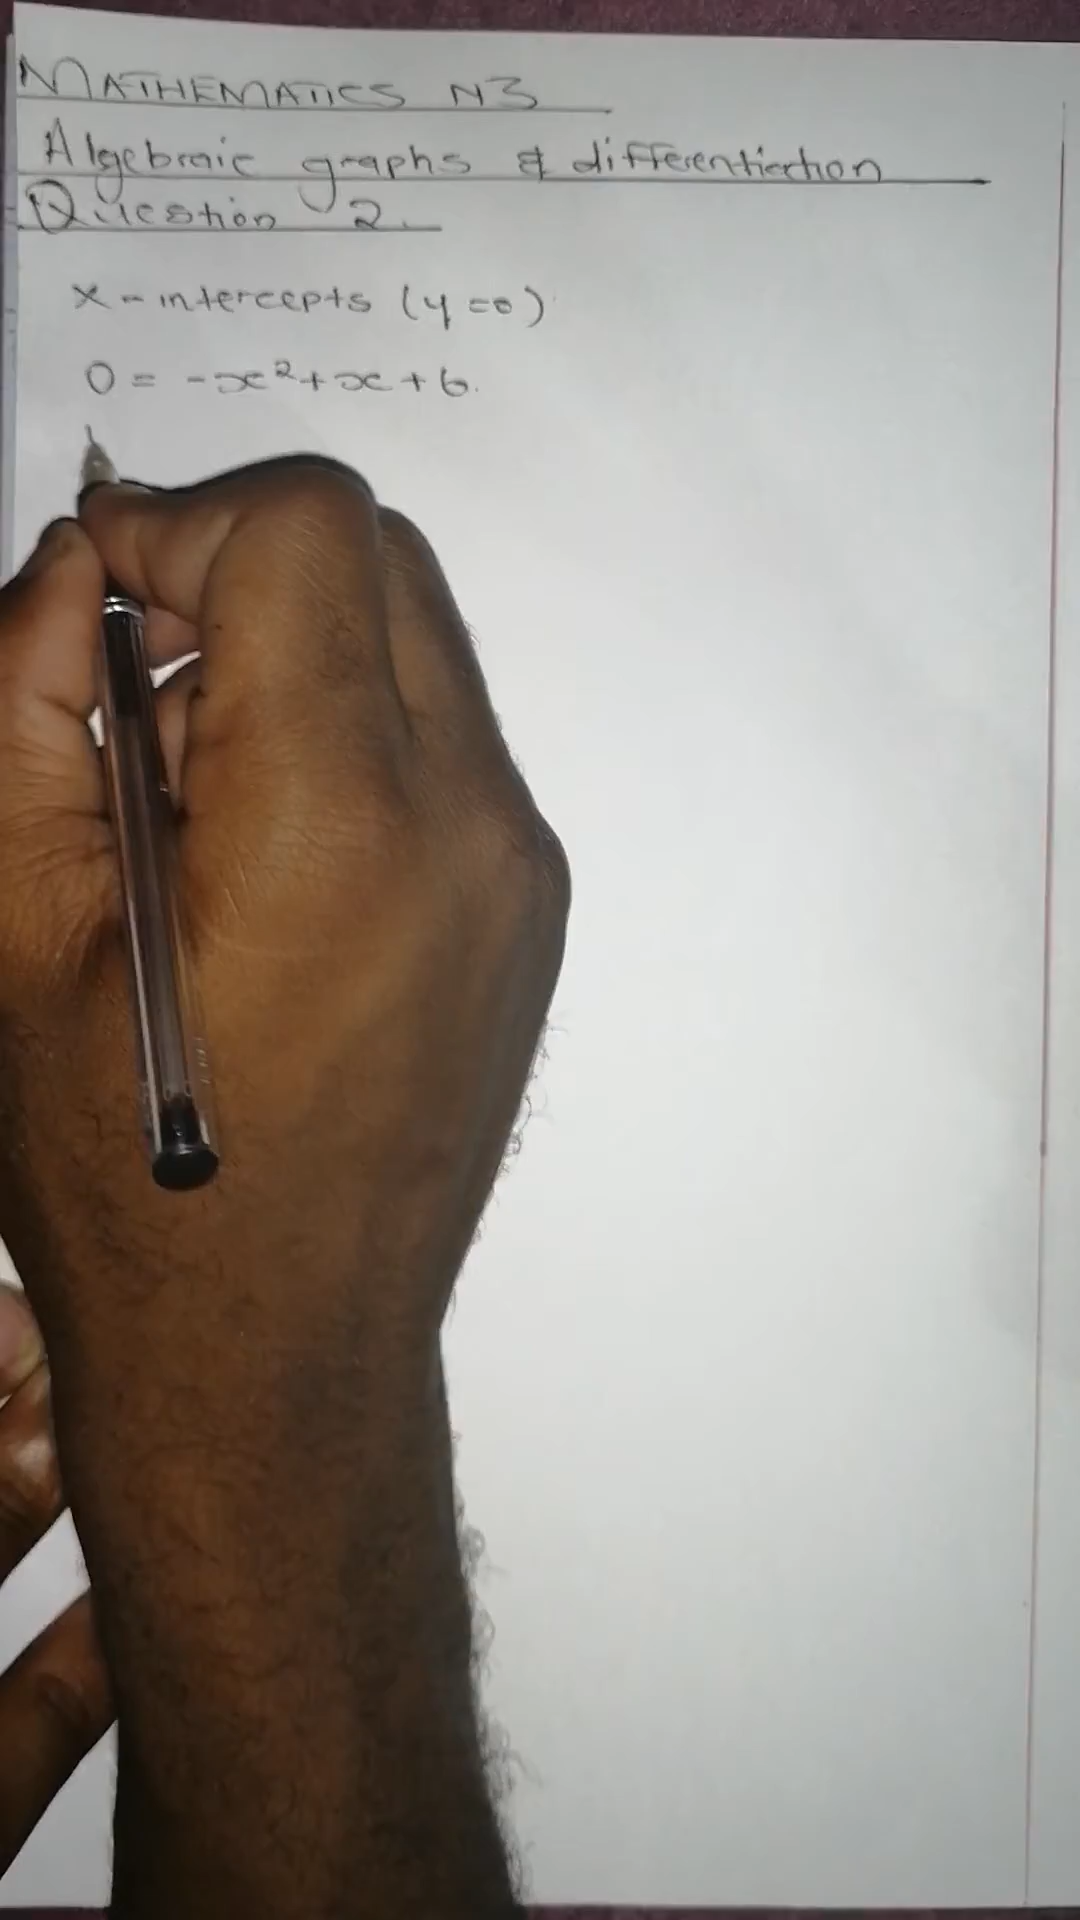 MATHEMATICS N3
Algebraic graphs & differentiation
Question 2.
x-intercepts (y=0)
0 = -x²+x+6.